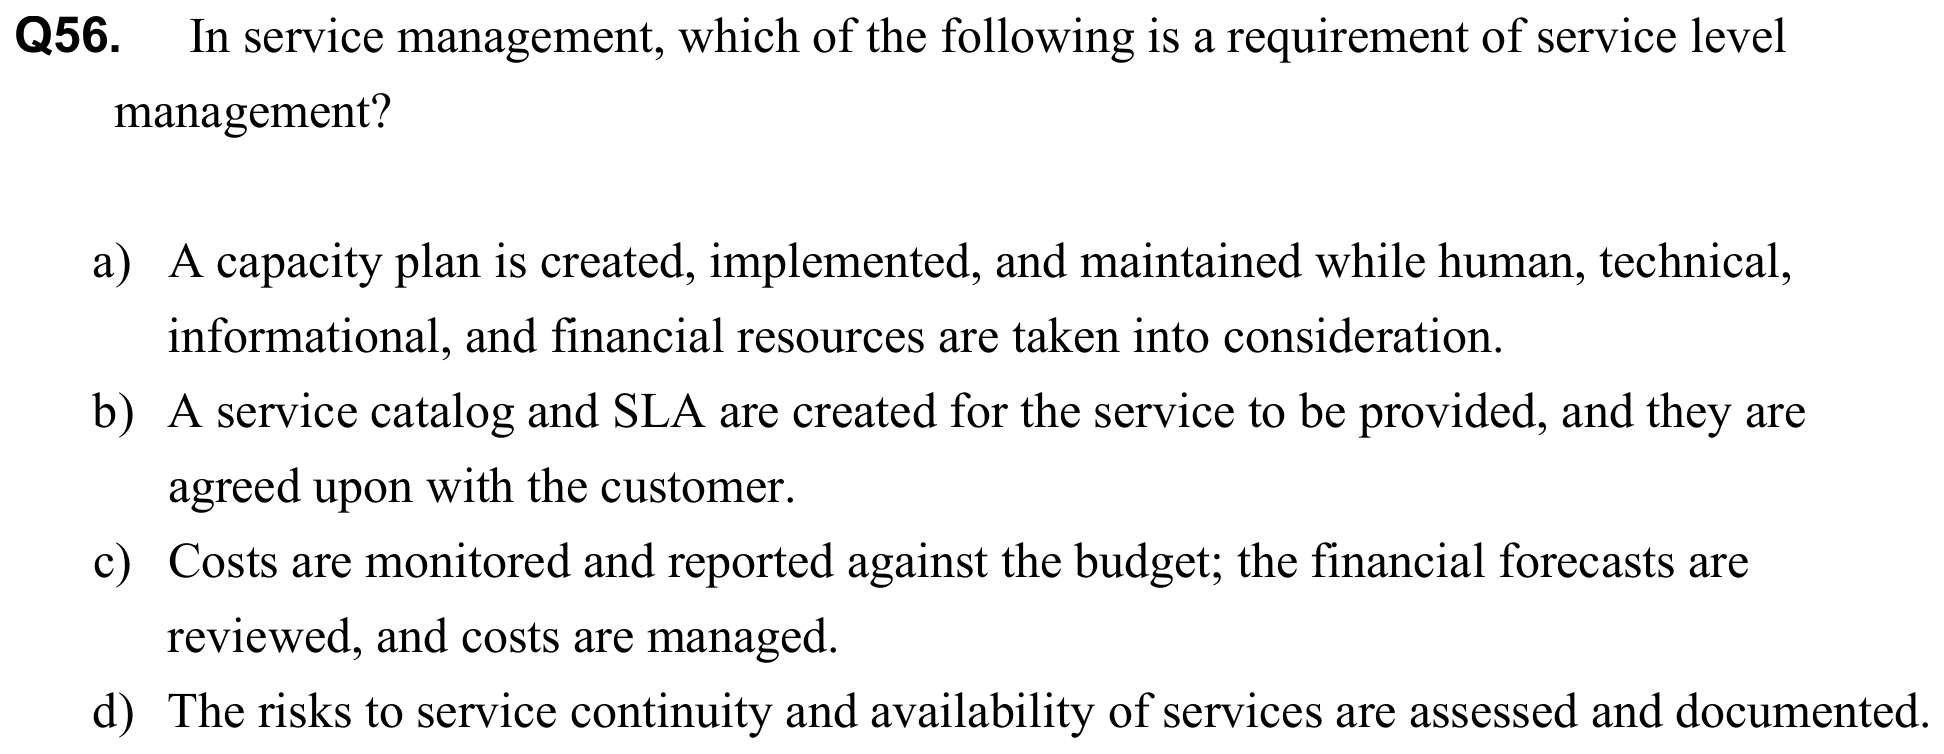 Q56. In service management, which of the following is a requirement of service level
management?
a) A capacity plan is created, implemented, and maintained while human, technical,
informational, and financial resources are taken into consideration.
b) A service catalog and SLA are created for the service to be provided, and they are
agreed upon with the customer.
c) Costs are monitored and reported against the budget; the financial forecasts are
reviewed, and costs are managed.
d) The risks to service continuity and availability of services are assessed and documented.